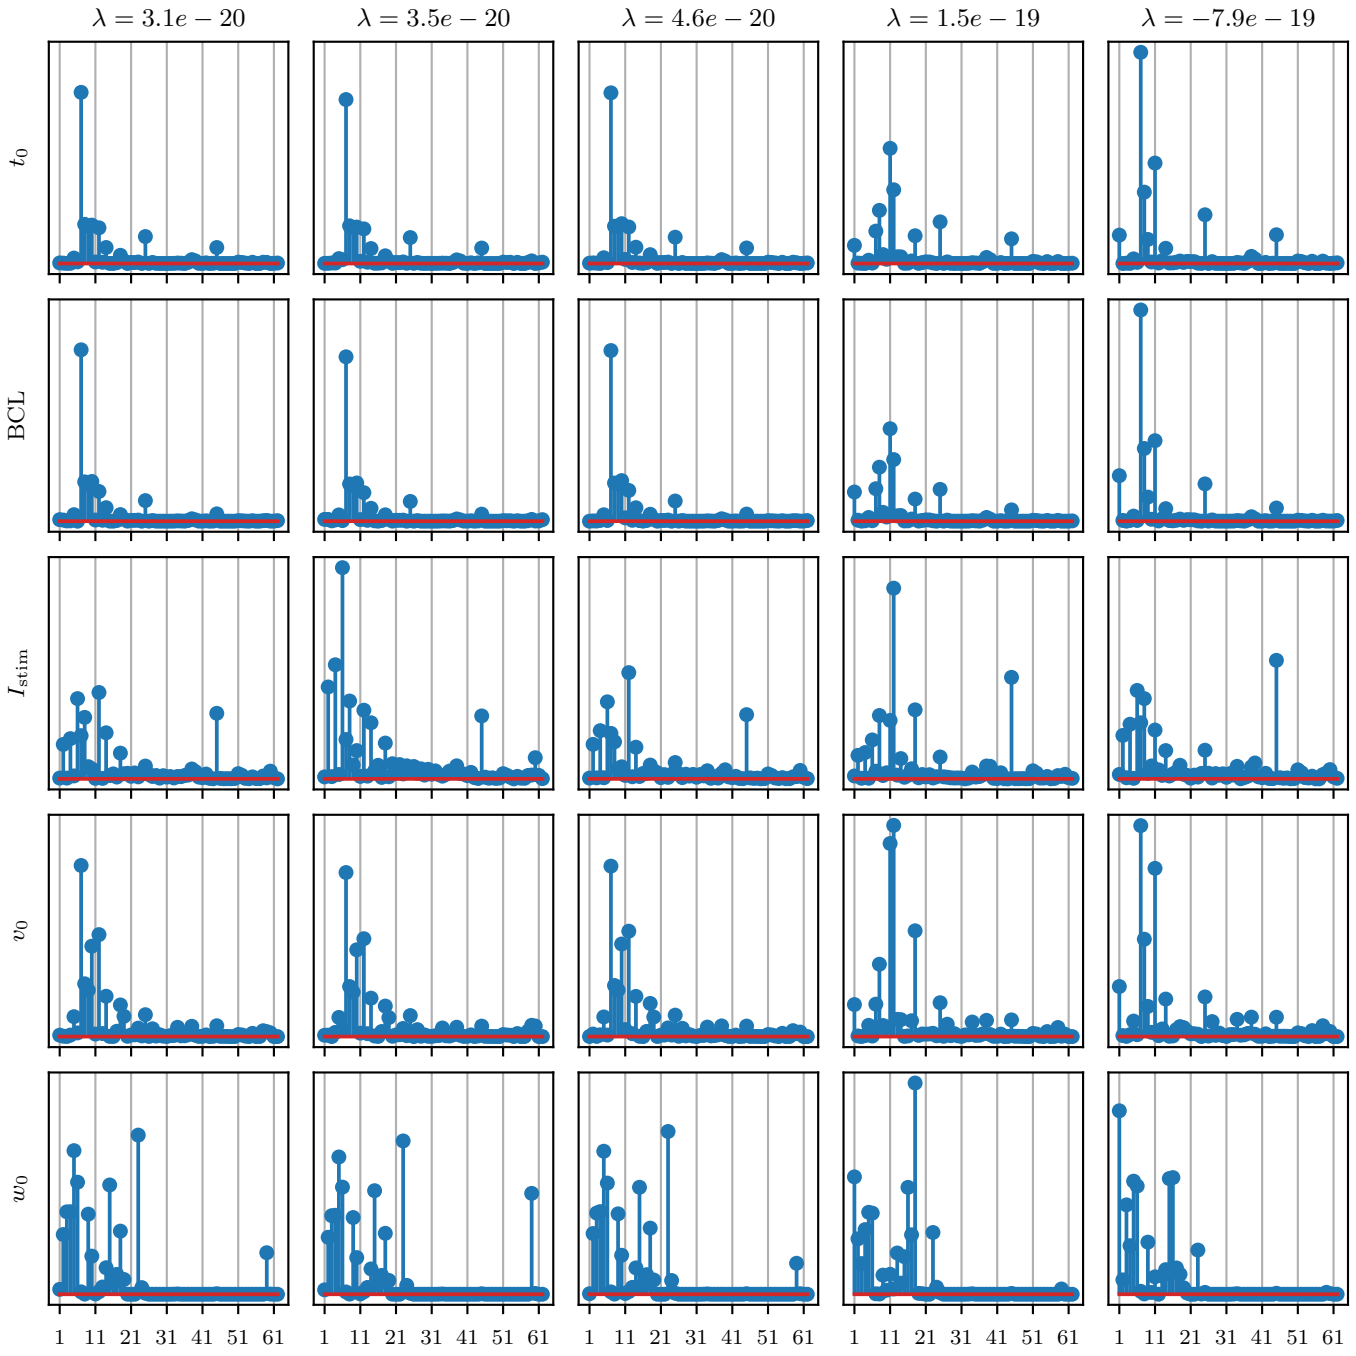 λ = 3.1e − 20 λ = 3.5e − 20 λ = 4.6e − 20 λ = 1.5e − 19 λ = −7.9e − 19
t₀
BCL
I_stim
v₀
w₀
1 11 21 31 41 51 61 1 11 21 31 41 51 61 1 11 21 31 41 51 61 1 11 21 31 41 51 61 1 11 21 31 41 51 61